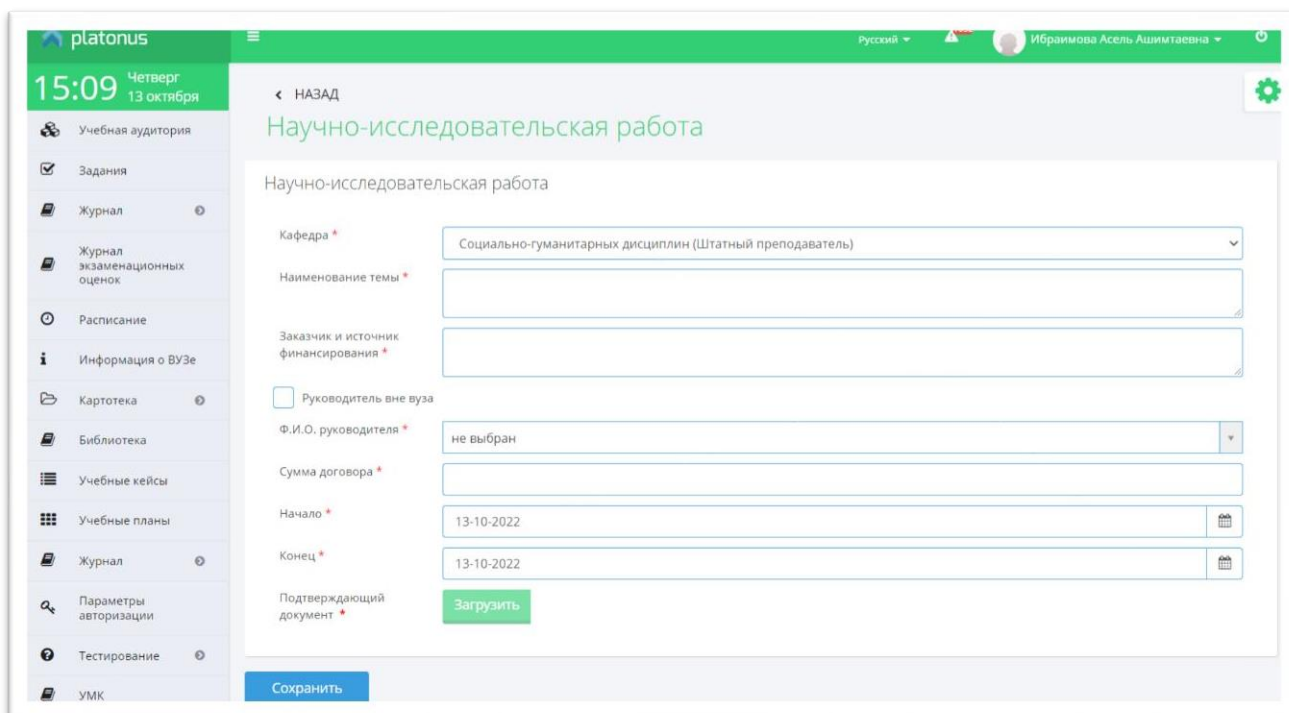 platonus
Русский
Ибраимова Асель Ашимтаевна
15:09 Четверг
13 октября
Учебная аудитория
Задания
Журнал
Журнал
экзаменационных
оценок
Расписание
Информация о ВУЗе
Картотека
Библиотека
Учебные кейсы
Учебные планы
Журнал
Параметры
авторизации
Тестирование
УМК
НАЗАД
Научно-исследовательская работа
Научно-исследовательская работа
Кафедра *
Социально-гуманитарных дисциплин (Штатный преподаватель)
Наименование темы *
Заказчик и источник
финансирования *
Руководитель вне вуза
Ф.И.О. руководителя *
не выбран
Сумма договора *
Начало *
13-10-2022
Конец *
13-10-2022
Подтверждающий
документ *
Загрузить
Сохранить